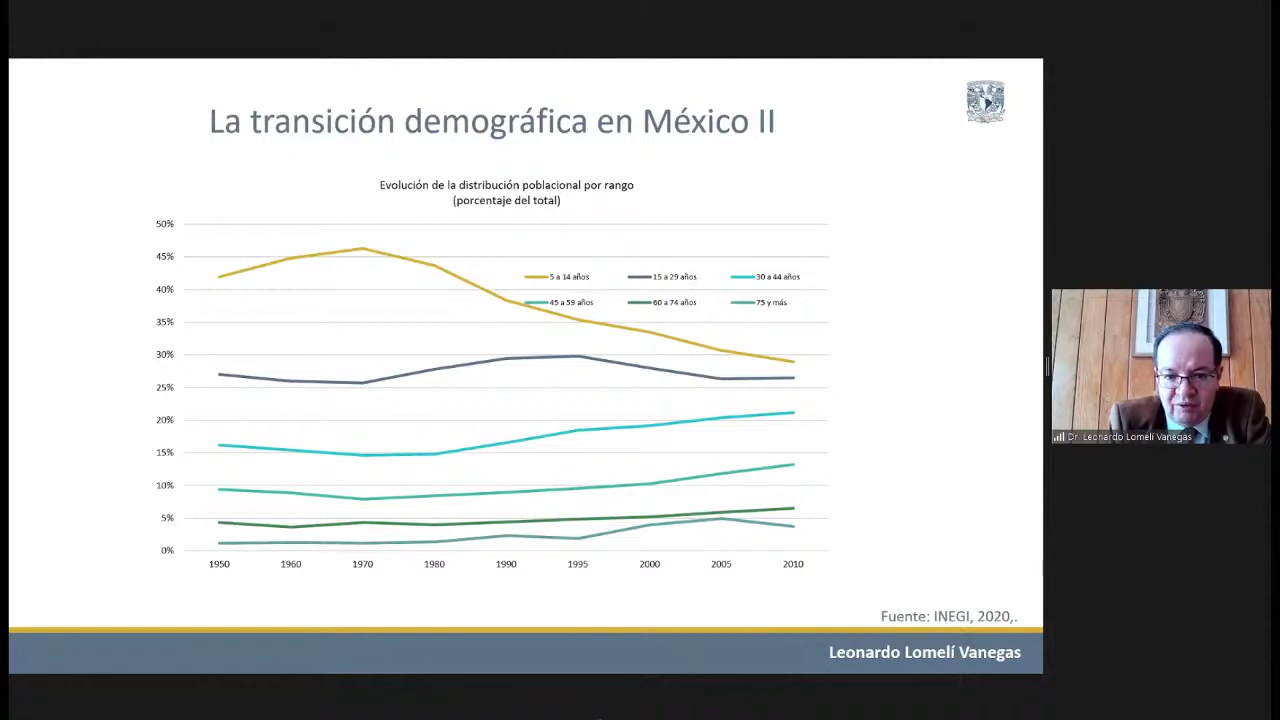 La transición demográfica en México II
Evolución de la distribución poblacional por rango
(porcentaje del total)
50%
45%
40%
35%
30%
25%
20%
15%
10%
5%
0%
5 a 14 años 15 a 29 años 30 a 44 años
45 a 59 años 60 a 74 años 75 y más
1950 1960 1970 1980 1990 1995 2000 2005 2010
Fuente: INEGI, 2020,.
Leonardo Lomelí Vanegas
Dr. Leonardo Lomelí Vanegas